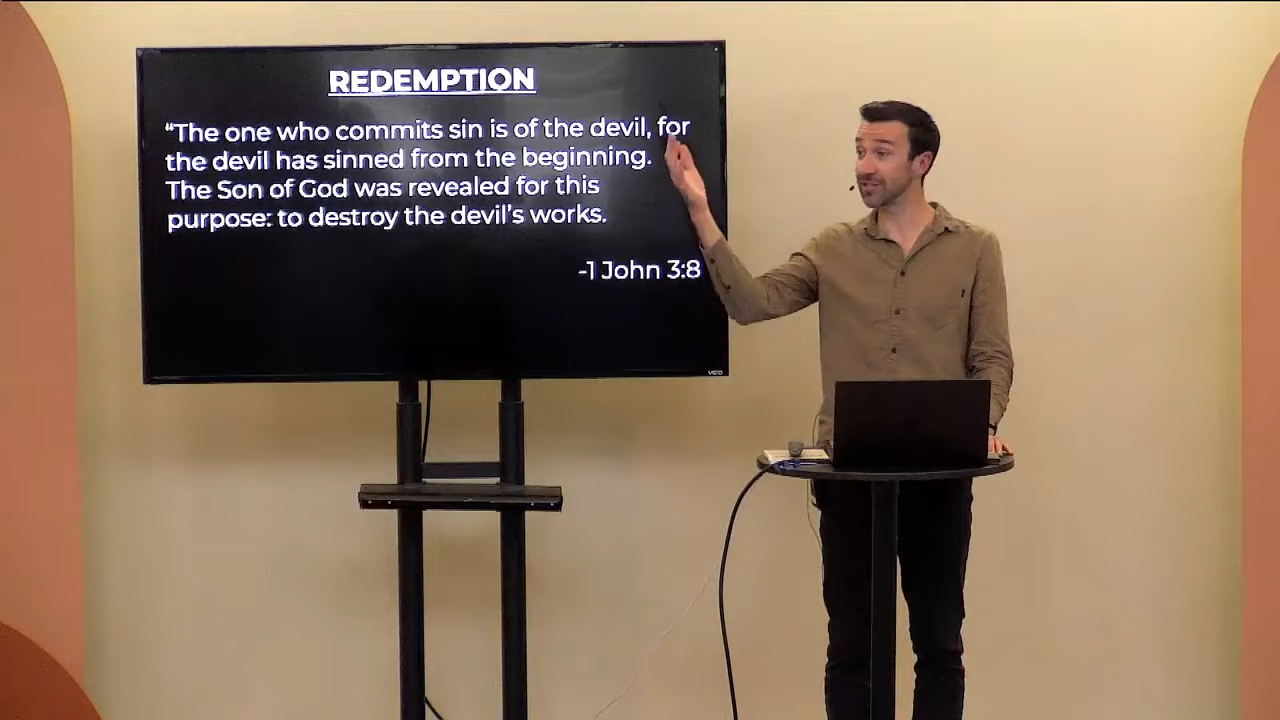 REDEMPTION
“The one who commits sin is of the devil, for
the devil has sinned from the beginning.
The Son of God was revealed for this
purpose: to destroy the devil’s works.
-1 John 3:8
VIZIO